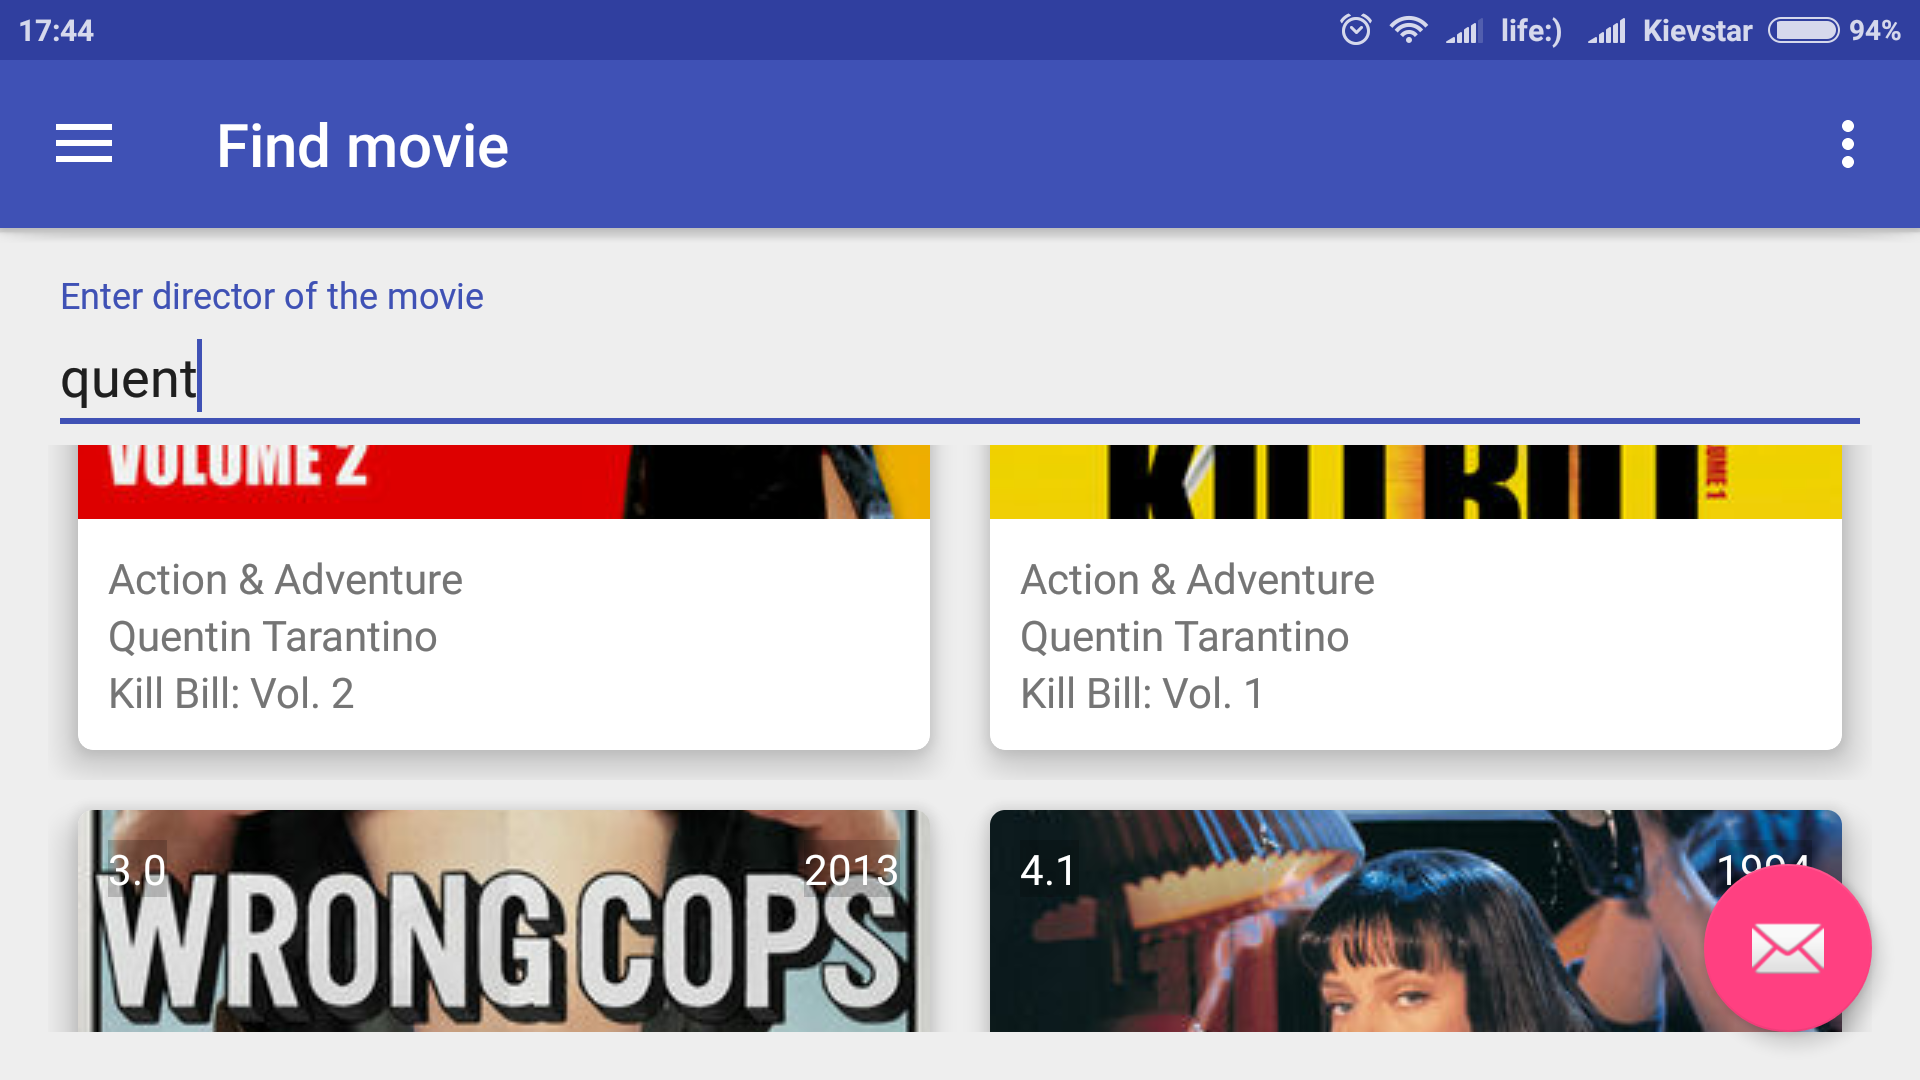 17:44 life:) Kievstar 94%
Find movie
Enter director of the movie
quent
VOLUME 2
KILL BILL
Action & Adventure
Quentin Tarantino
Kill Bill: Vol. 2
Action & Adventure
Quentin Tarantino
Kill Bill: Vol. 1
3.0 2013
WRONG COPS
4.1